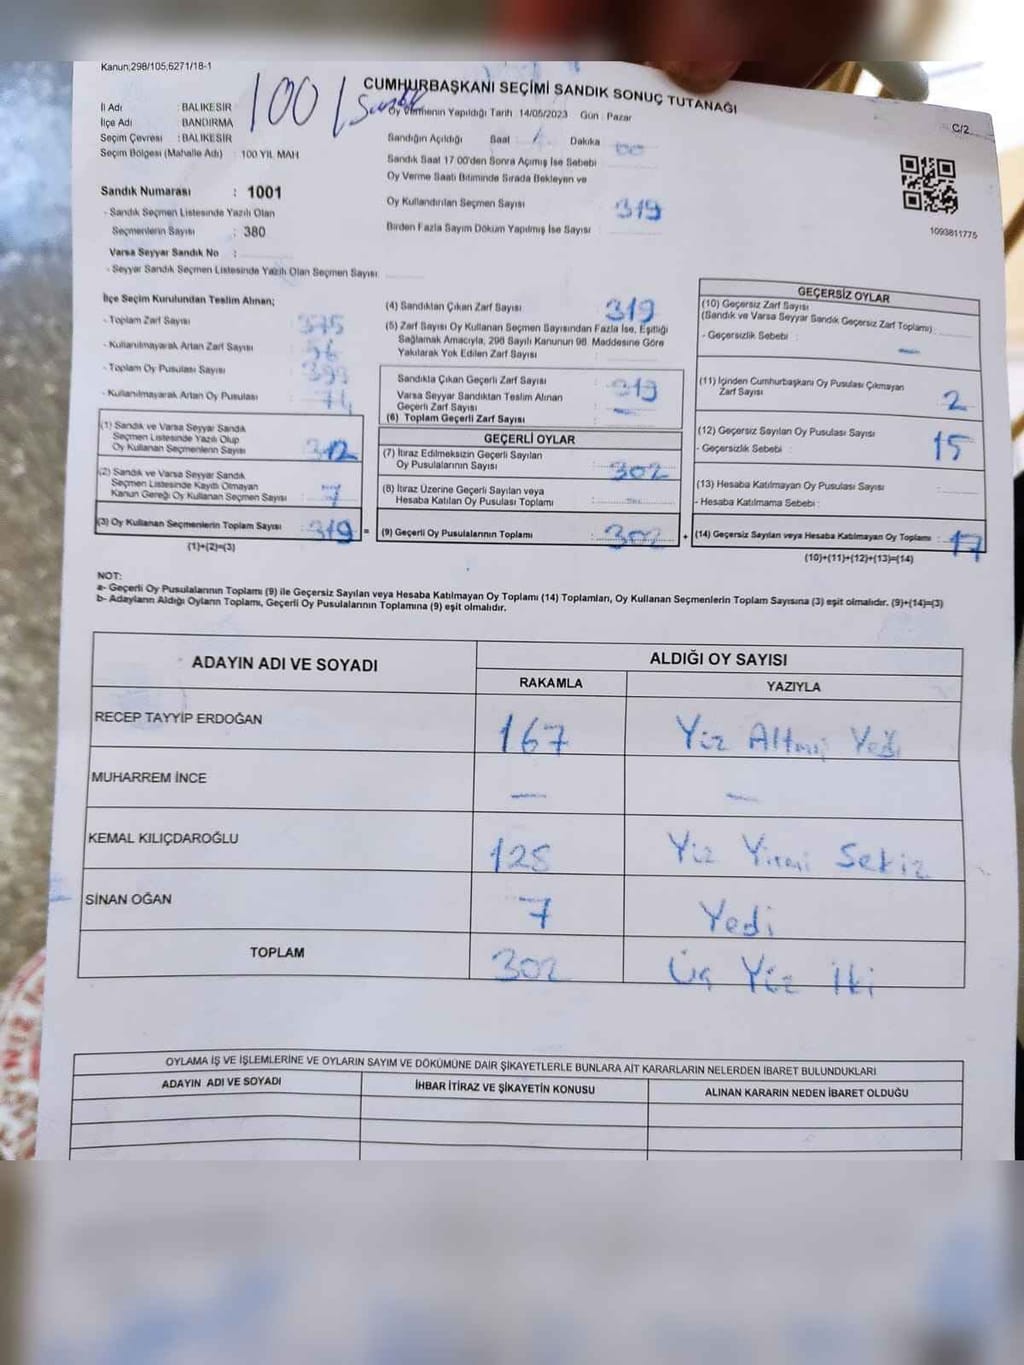 Kanun;298/105,6271/18-1
1001 Sandık
CUMHURBAŞKANI SEÇİMİ SANDIK SONUÇ TUTANAĞI
C/2
İl Adı : BALIKESİR
İlçe Adı : BANDIRMA
Seçim Çevresi : BALIKESİR
Seçim Bölgesi (Mahalle Adı) : 100 YIL MAH
Oy Vermenin Yapıldığı Tarih 14/05/2023 Gün : Pazar
Sandığın Açıldığı Saat : Dakika : 00
Sandık Saat 17:00'den Sonra Açımış İse Sebebi
Oy Verme Saati Bitiminde Sırada Bekleyen ve
Oy Kullandırılan Seçmen Sayısı 319
Birden Fazla Sayım Döküm Yapılmış İse Sayısı
1093811775
Sandık Numarası : 1001
- Sandık Seçmen Listesinde Yazılı Olan
Seçmenlerin Sayısı : 380
Varsa Seyyar Sandık No :
- Seyyar Sandık Seçmen Listesinde Yazılı Olan Seçmen Sayısı
İlçe Seçim Kurulundan Teslim Alınan;
- Toplam Zarf Sayısı : 375
- Kullanılmayarak Artan Zarf Sayısı : 56
- Toplam Oy Pusulası Sayısı : 393
- Kullanılmayarak Artan Oy Pusulası : 74
(1) Sandık ve Varsa Seyyar Sandık
Seçmen Listesinde Yazılı Olup
Oy Kullanan Seçmenlerin Sayısı : 312
(2) Sandık ve Varsa Seyyar Sandık
Seçmen Listesinde Kayıtlı Olmayan
Kanun Gereği Oy Kullanan Seçmen Sayısı : 7
(3) Oy Kullanan Seçmenlerin Toplam Sayısı : 319 =
(1)+(2)=(3)
(4) Sandıktan Çıkan Zarf Sayısı 319
(5) Zarf Sayısı Oy Kullanan Seçmen Sayısından Fazla İse, Eşitliği
Sağlamak Amacıyla, 298 Sayılı Kanunun 98. Maddesine Göre
Yakılarak Yok Edilen Zarf Sayısı :
Sandıkta Çıkan Geçerli Zarf Sayısı : 319
Varsa Seyyar Sandıktan Teslim Alınan
Geçerli Zarf Sayısı : —
(6) Toplam Geçerli Zarf Sayısı :
GEÇERLİ OYLAR
(7) İtiraz Edilmeksizin Geçerli Sayılan
Oy Pusulalarının Sayısı : 302
(8) İtiraz Üzerine Geçerli Sayılan veya
Hesaba Katılan Oy Pusulası Toplamı : —
(9) Geçerli Oy Pusulalarının Toplamı : 302 +
GEÇERSİZ OYLAR
(10) Geçersiz Zarf Sayısı
(Sandık ve Varsa Seyyar Sandık Geçersiz Zarf Toplamı) :
- Geçersizlik Sebebi : —
(11) İçinden Cumhurbaşkanı Oy Pusulası Çıkmayan
Zarf Sayısı : 2
(12) Geçersiz Sayılan Oy Pusulası Sayısı 15
- Geçersizlik Sebebi :
(13) Hesaba Katılmayan Oy Pusulası Sayısı :
- Hesaba Katılmama Sebebi :
(14) Geçersiz Sayılan veya Hesaba Katılmayan Oy Toplamı : 17
(10)+(11)+(12)+(13)=(14)
NOT:
a- Geçerli Oy Pusulalarının Toplamı (9) ile Geçersiz Sayılan veya Hesaba Katılmayan Oy Toplamı (14) Toplamları, Oy Kullanan Seçmenlerin Toplam Sayısına (3) eşit olmalıdır. (9)+(14)=(3)
b- Adayların Aldığı Oyların Toplamı, Geçerli Oy Pusulalarının Toplamına (9) eşit olmalıdır.
ADAYIN ADI VE SOYADI
ALDIĞI OY SAYISI
RAKAMLA YAZIYLA
RECEP TAYYİP ERDOĞAN 167 Yüz Altmış Yedi
MUHARREM İNCE — —
KEMAL KILIÇDAROĞLU 128 Yüz Yirmi Sekiz
SİNAN OĞAN 7 Yedi
TOPLAM 302 Üç Yüz İki
OYLAMA İŞ VE İŞLEMLERİNE VE OYLARIN SAYIM VE DÖKÜMÜNE DAİR ŞİKAYETLERLE BUNLARA AİT KARARLARIN NELERDEN İBARET BULUNDUKLARI
ADAYIN ADI VE SOYADI
İHBAR İTİRAZ VE ŞİKAYETİN KONUSU
ALINAN KARARIN NEDEN İBARET OLDUĞU